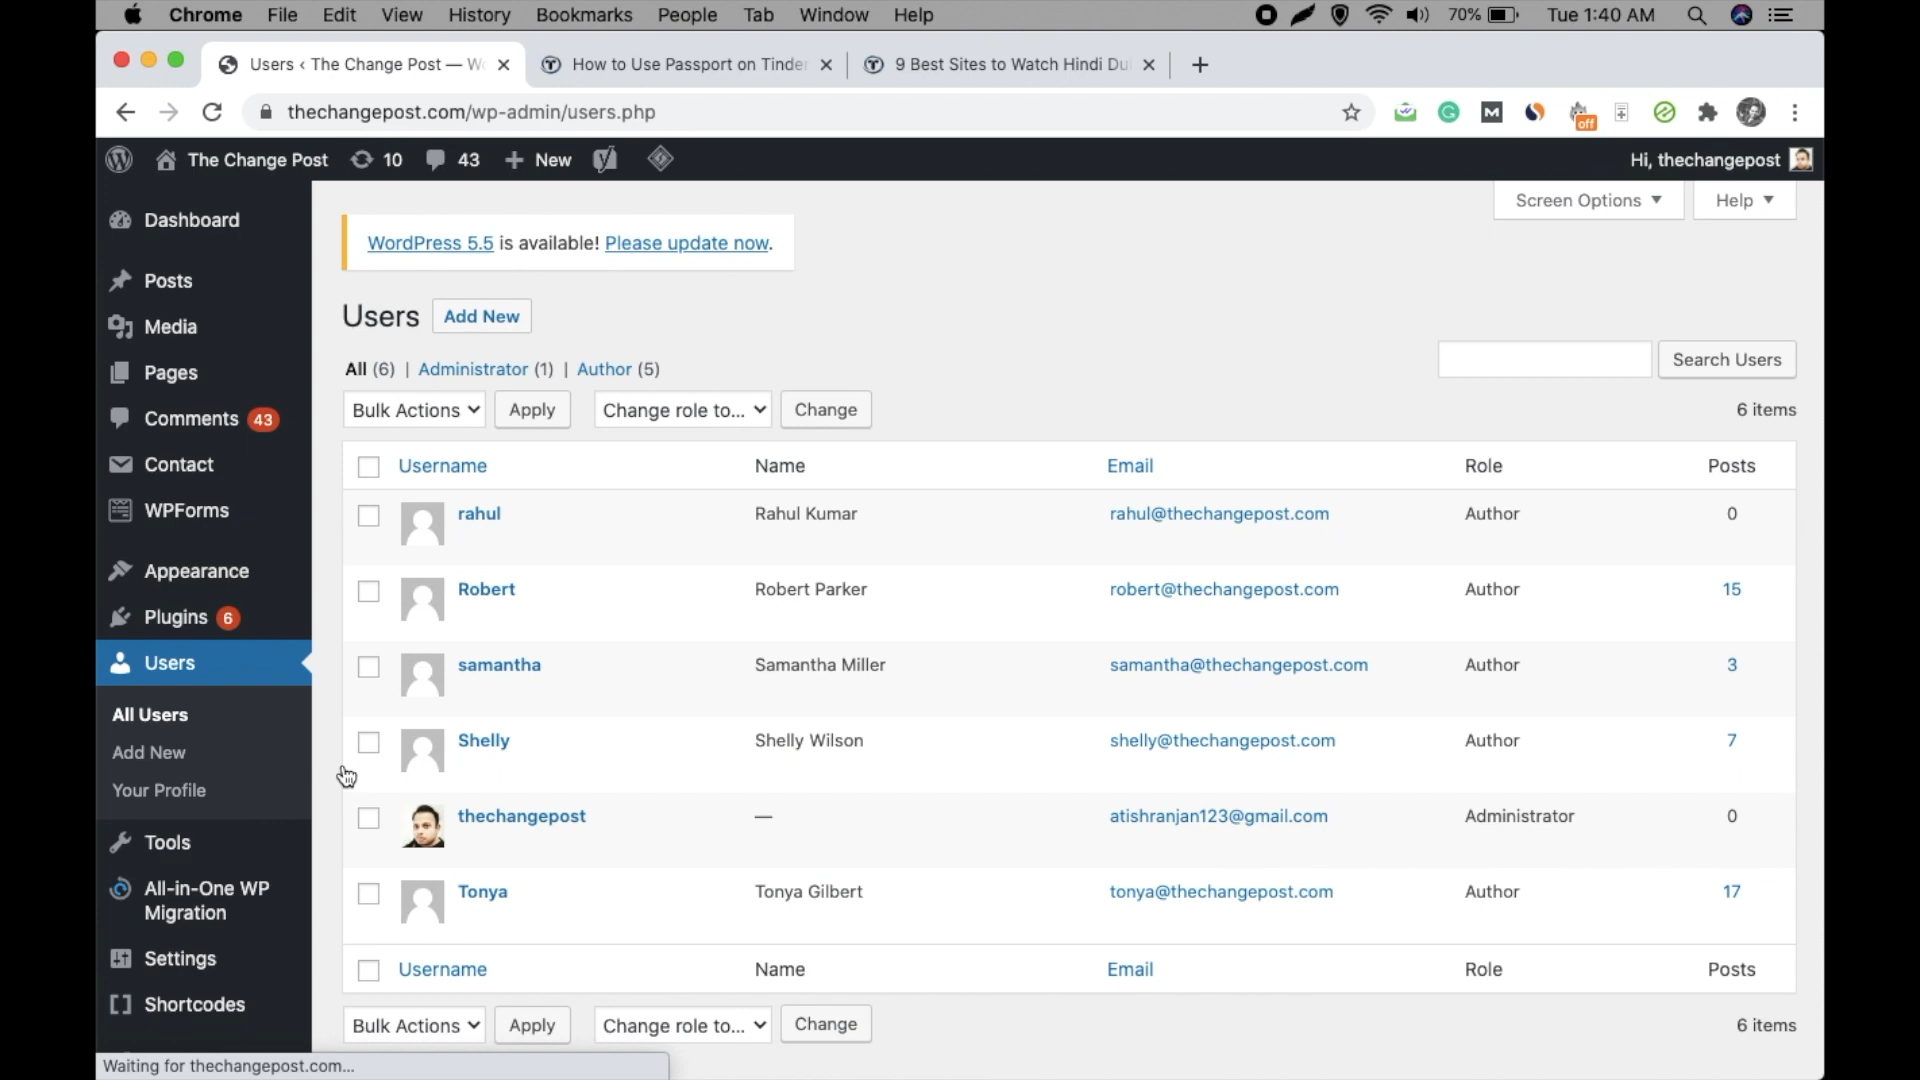 Chrome File Edit View History Bookmarks People Tab Window Help 70% Tue 1:40 AM
Users ‹ The Change Post — Wo How to Use Passport on Tinder 9 Best Sites to Watch Hindi Du
thechangepost.com/wp-admin/users.php off
The Change Post 10 43 New Hi, thechangepost
Screen Options Help
WordPress 5.5 is available! Please update now.
Dashboard
Posts
Media
Pages
Comments 43
Contact
WPForms
Appearance
Plugins 6
Users
All Users
Add New
Your Profile
Tools
All-in-One WP
Migration
Settings
Shortcodes
Users Add New
All (6) | Administrator (1) | Author (5)
Search Users
Bulk Actions Apply Change role to... Change 6 items
Username Name Email Role Posts
rahul Rahul Kumar rahul@thechangepost.com Author 0
Robert Robert Parker robert@thechangepost.com Author 15
samantha Samantha Miller samantha@thechangepost.com Author 3
Shelly Shelly Wilson shelly@thechangepost.com Author 7
thechangepost — atishranjan123@gmail.com Administrator 0
Tonya Tonya Gilbert tonya@thechangepost.com Author 17
Username Name Email Role Posts
Bulk Actions Apply Change role to... Change 6 items
Waiting for thechangepost.com...